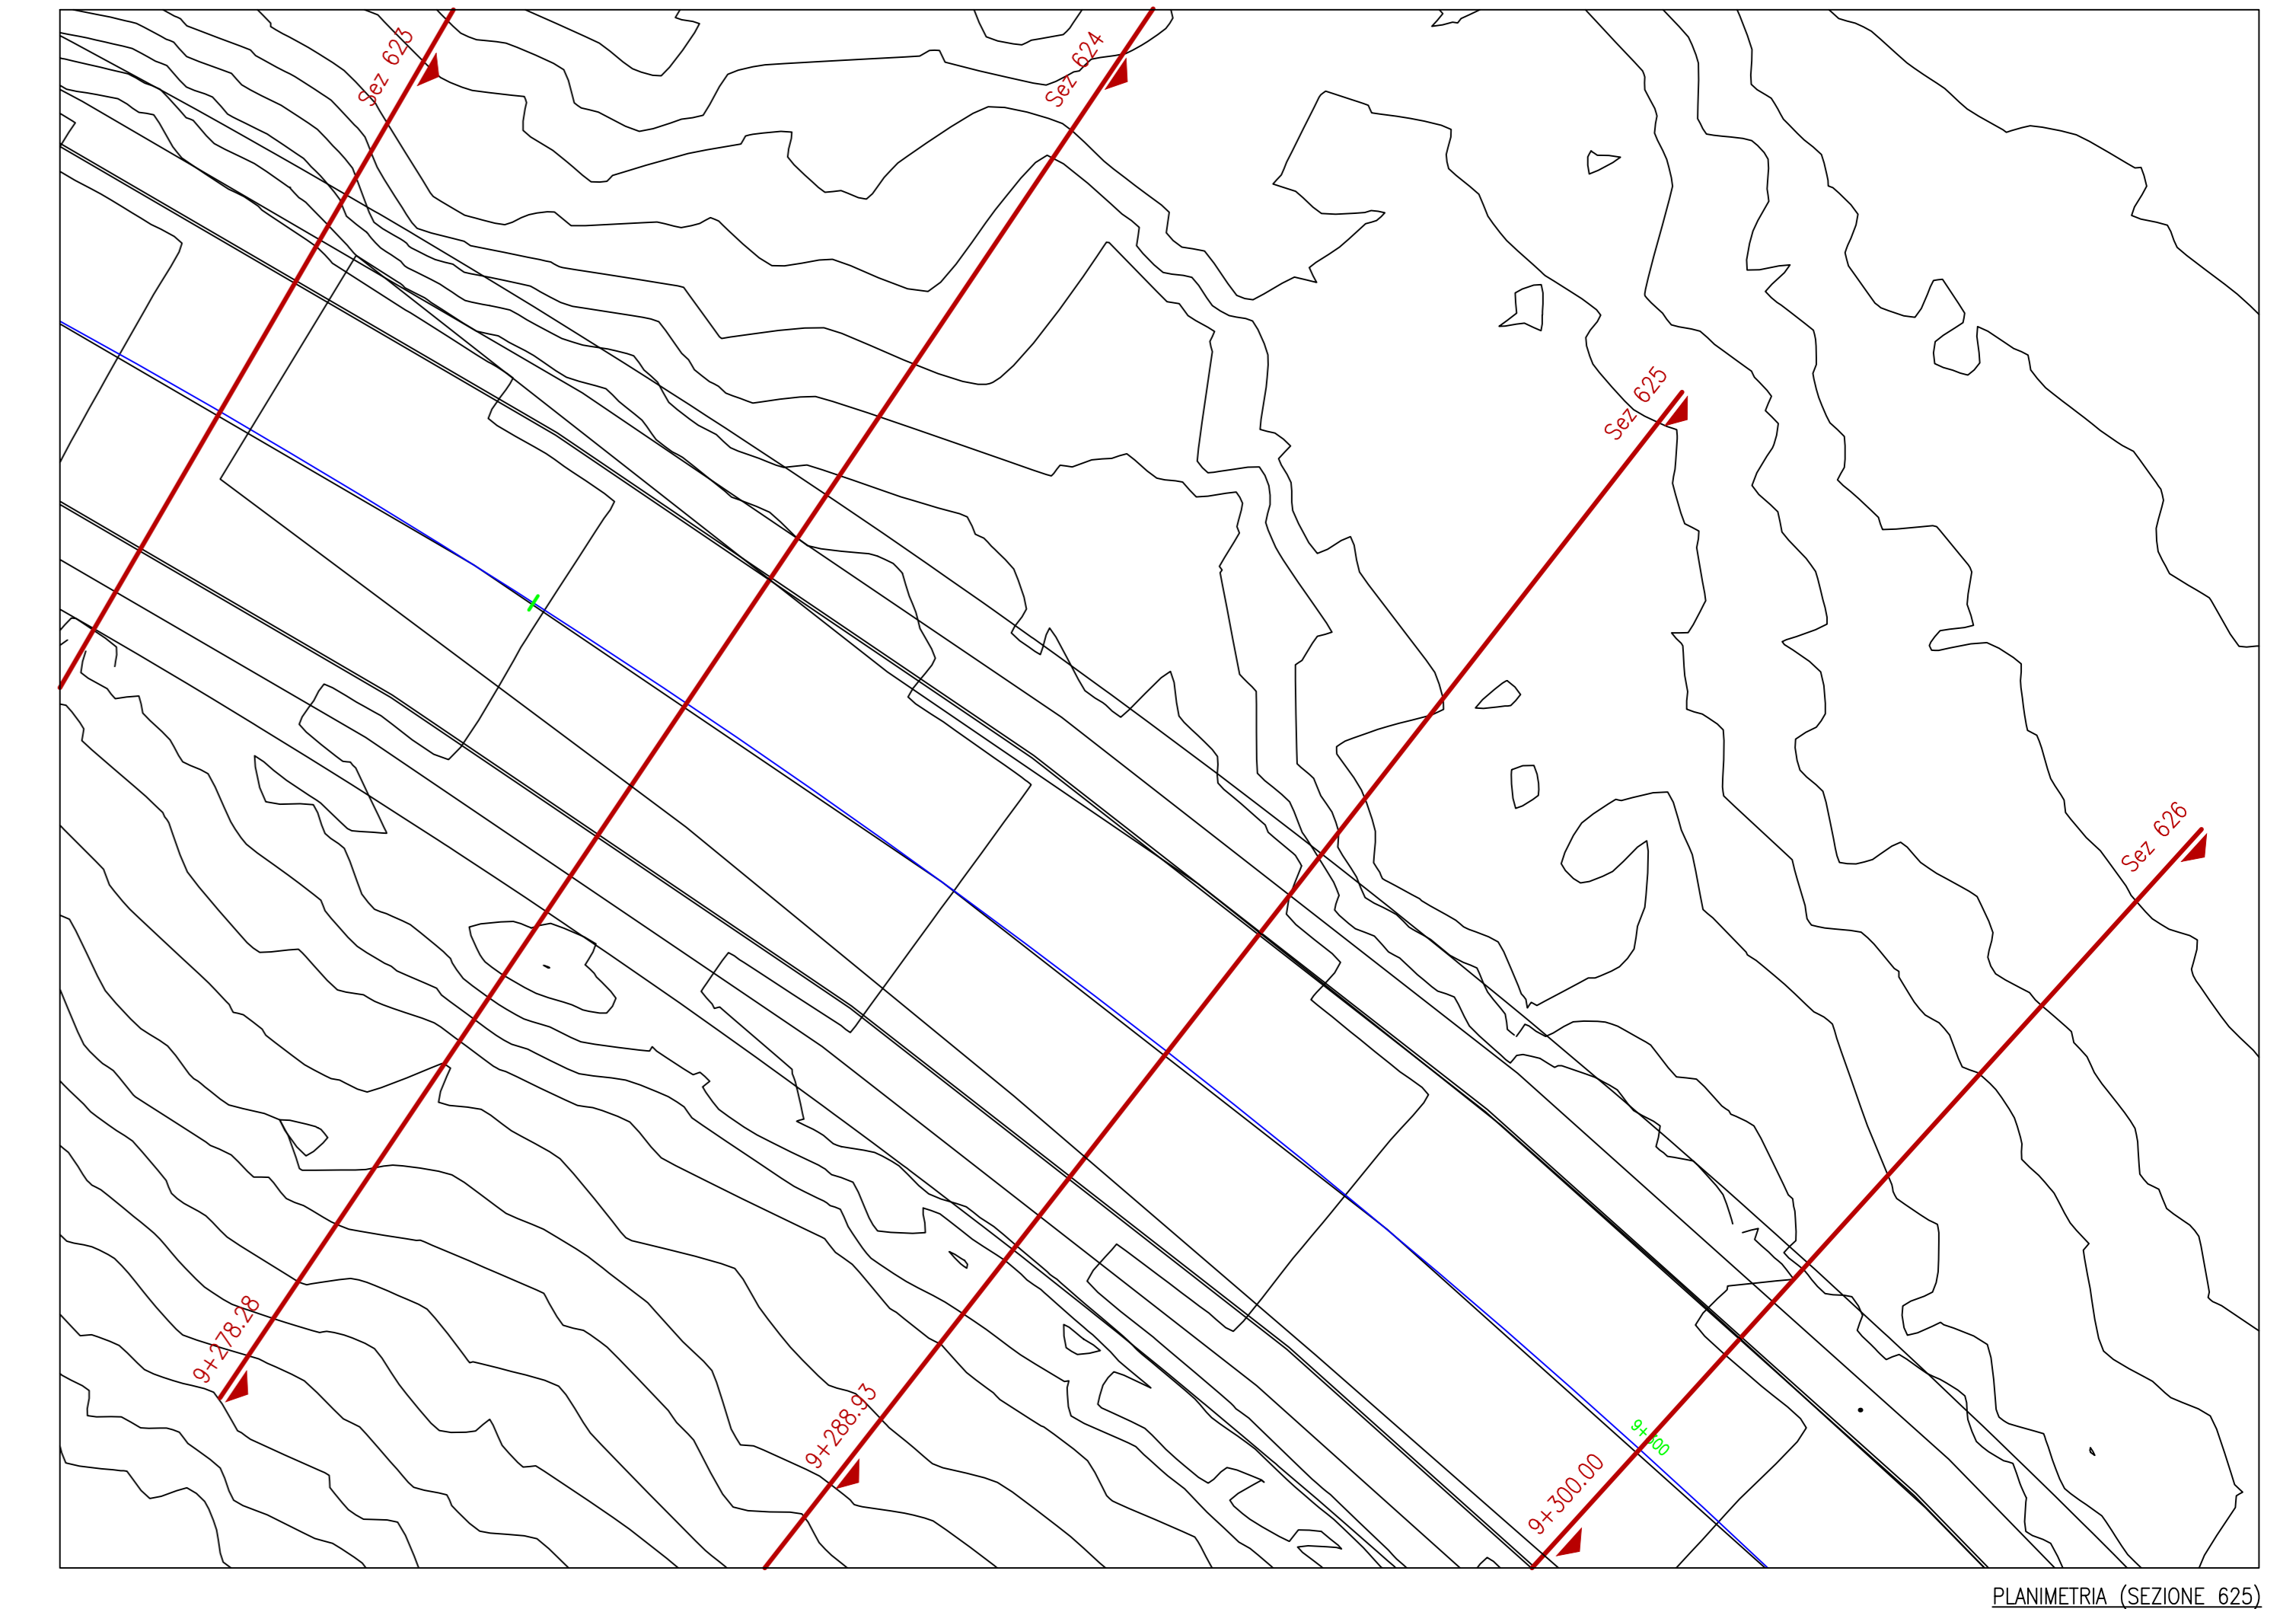 Sez 623
Sez 624
Sez 625
Sez 626
9+278.28
9+288.93
9+300.00
9+300
PLANIMETRIA (SEZIONE 625)